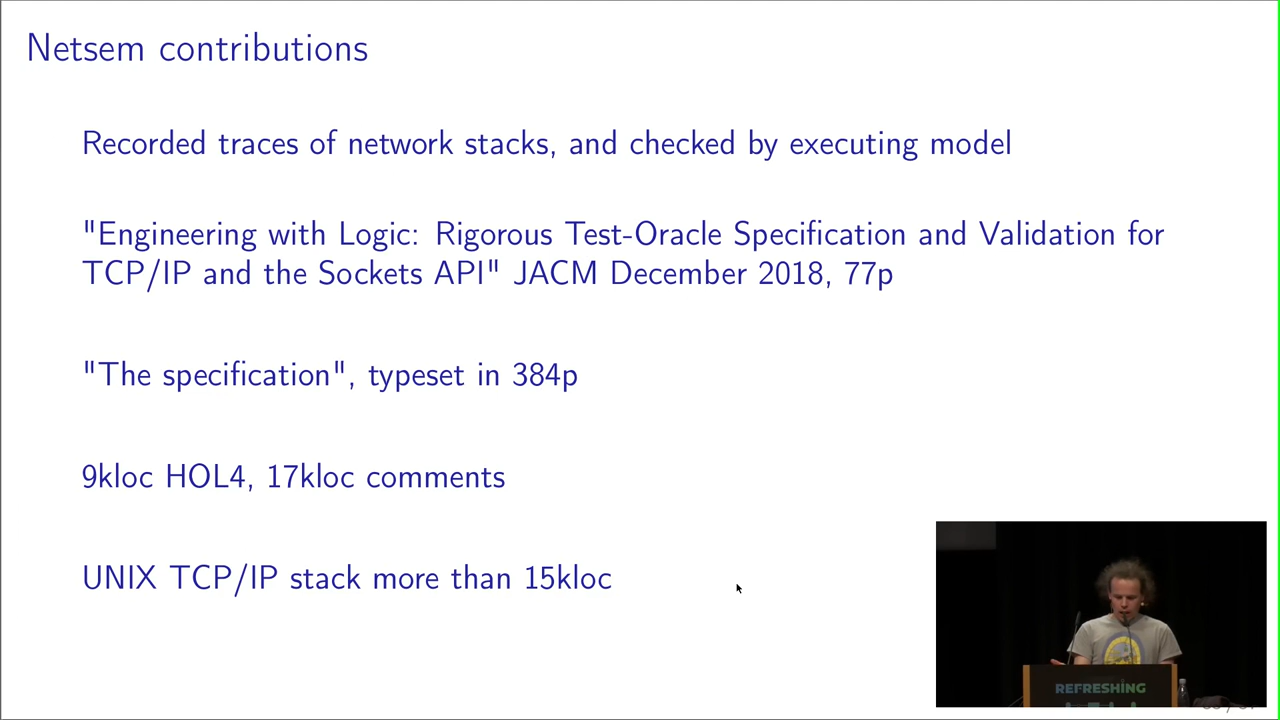 Netsem contributions
Recorded traces of network stacks, and checked by executing model
"Engineering with Logic: Rigorous Test-Oracle Specification and Validation for
TCP/IP and the Sockets API" JACM December 2018, 77p
"The specification", typeset in 384p
9kloc HOL4, 17kloc comments
UNIX TCP/IP stack more than 15kloc
REFRESHING